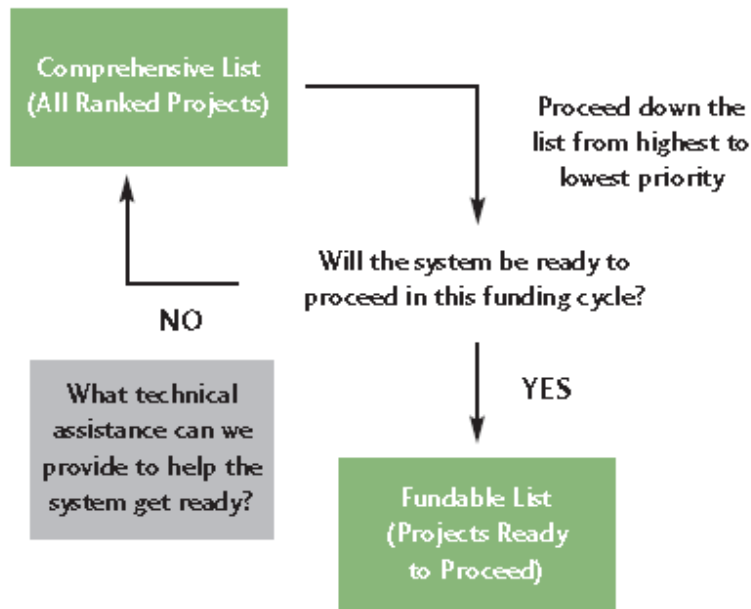 Comprehensive List
(All Ranked Projects)
Proceed down the
list from highest to
lowest priority
Will the system be ready to
proceed in this funding cycle?
NO
YES
What technical
assistance can we
provide to help the
system get ready?
Fundable List
(Projects Ready
to Proceed)